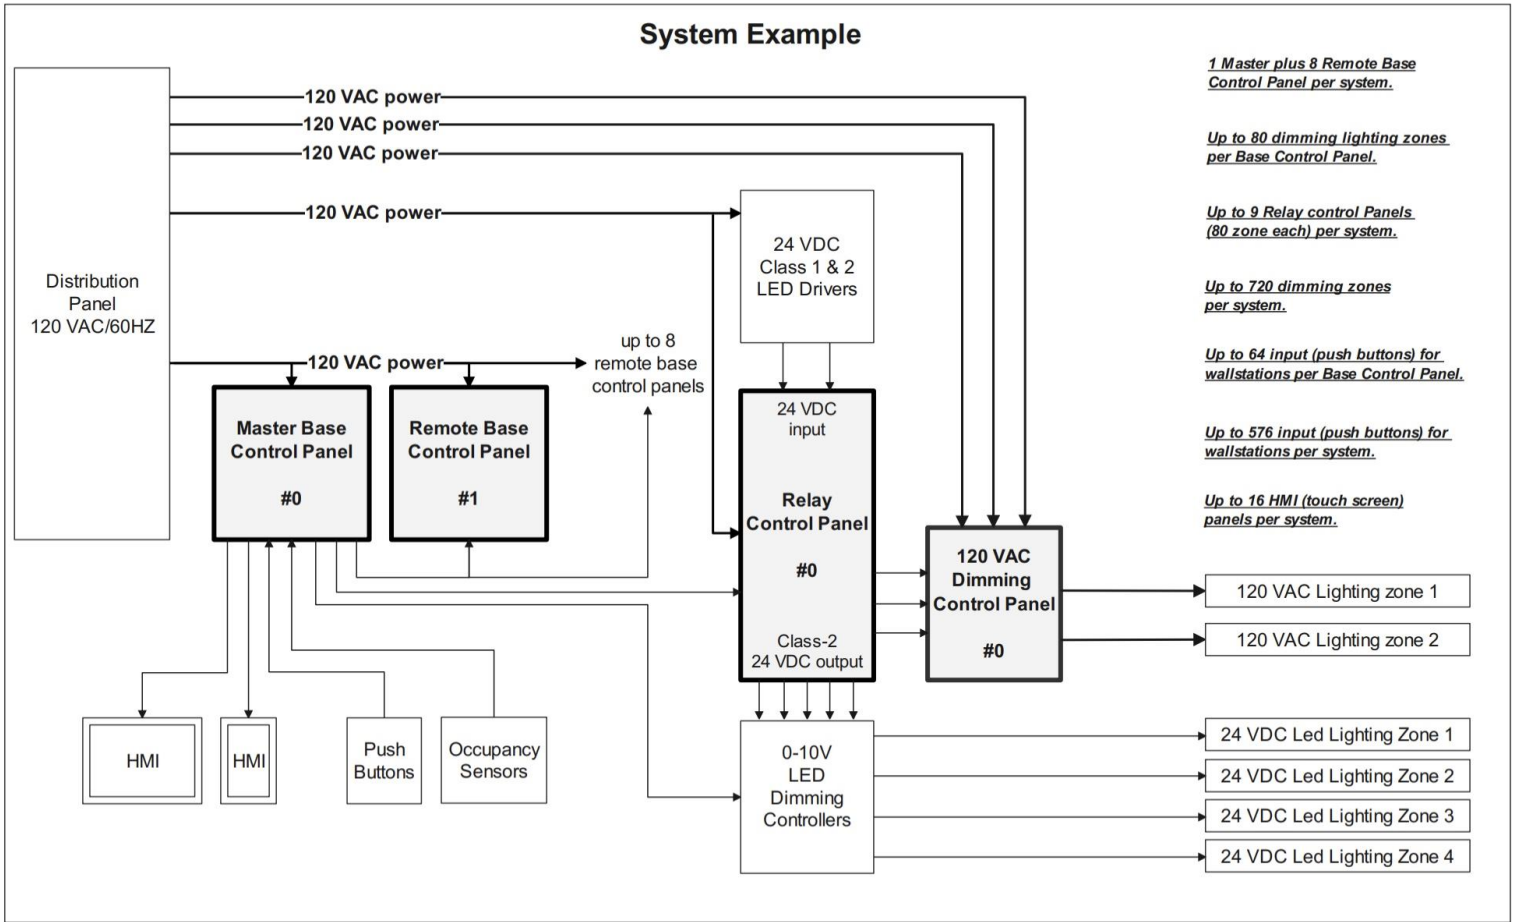 System Example
1 Master plus 8 Remote Base
Control Panel per system.
Up to 80 dimming lighting zones
per Base Control Panel.
Up to 9 Relay control Panels
(80 zone each) per system.
Up to 720 dimming zones
per system.
Up to 64 input (push buttons) for
wallstations per Base Control Panel.
Up to 576 input (push buttons) for
wallstations per system.
Up to 16 HMI (touch screen)
panels per system.
120 VAC power
120 VAC power
120 VAC power
120 VAC power
Distribution
Panel
120 VAC/60HZ
24 VDC
Class 1 & 2
LED Drivers
120 VAC power
up to 8
remote base
control panels
Master Base
Control Panel
#0
Remote Base
Control Panel
#1
24 VDC
input
Relay
Control Panel
#0
Class-2
24 VDC output
120 VAC
Dimming
Control Panel
#0
120 VAC Lighting zone 1
120 VAC Lighting zone 2
HMI
HMI
Push
Buttons
Occupancy
Sensors
0-10V
LED
Dimming
Controllers
24 VDC Led Lighting Zone 1
24 VDC Led Lighting Zone 2
24 VDC Led Lighting Zone 3
24 VDC Led Lighting Zone 4